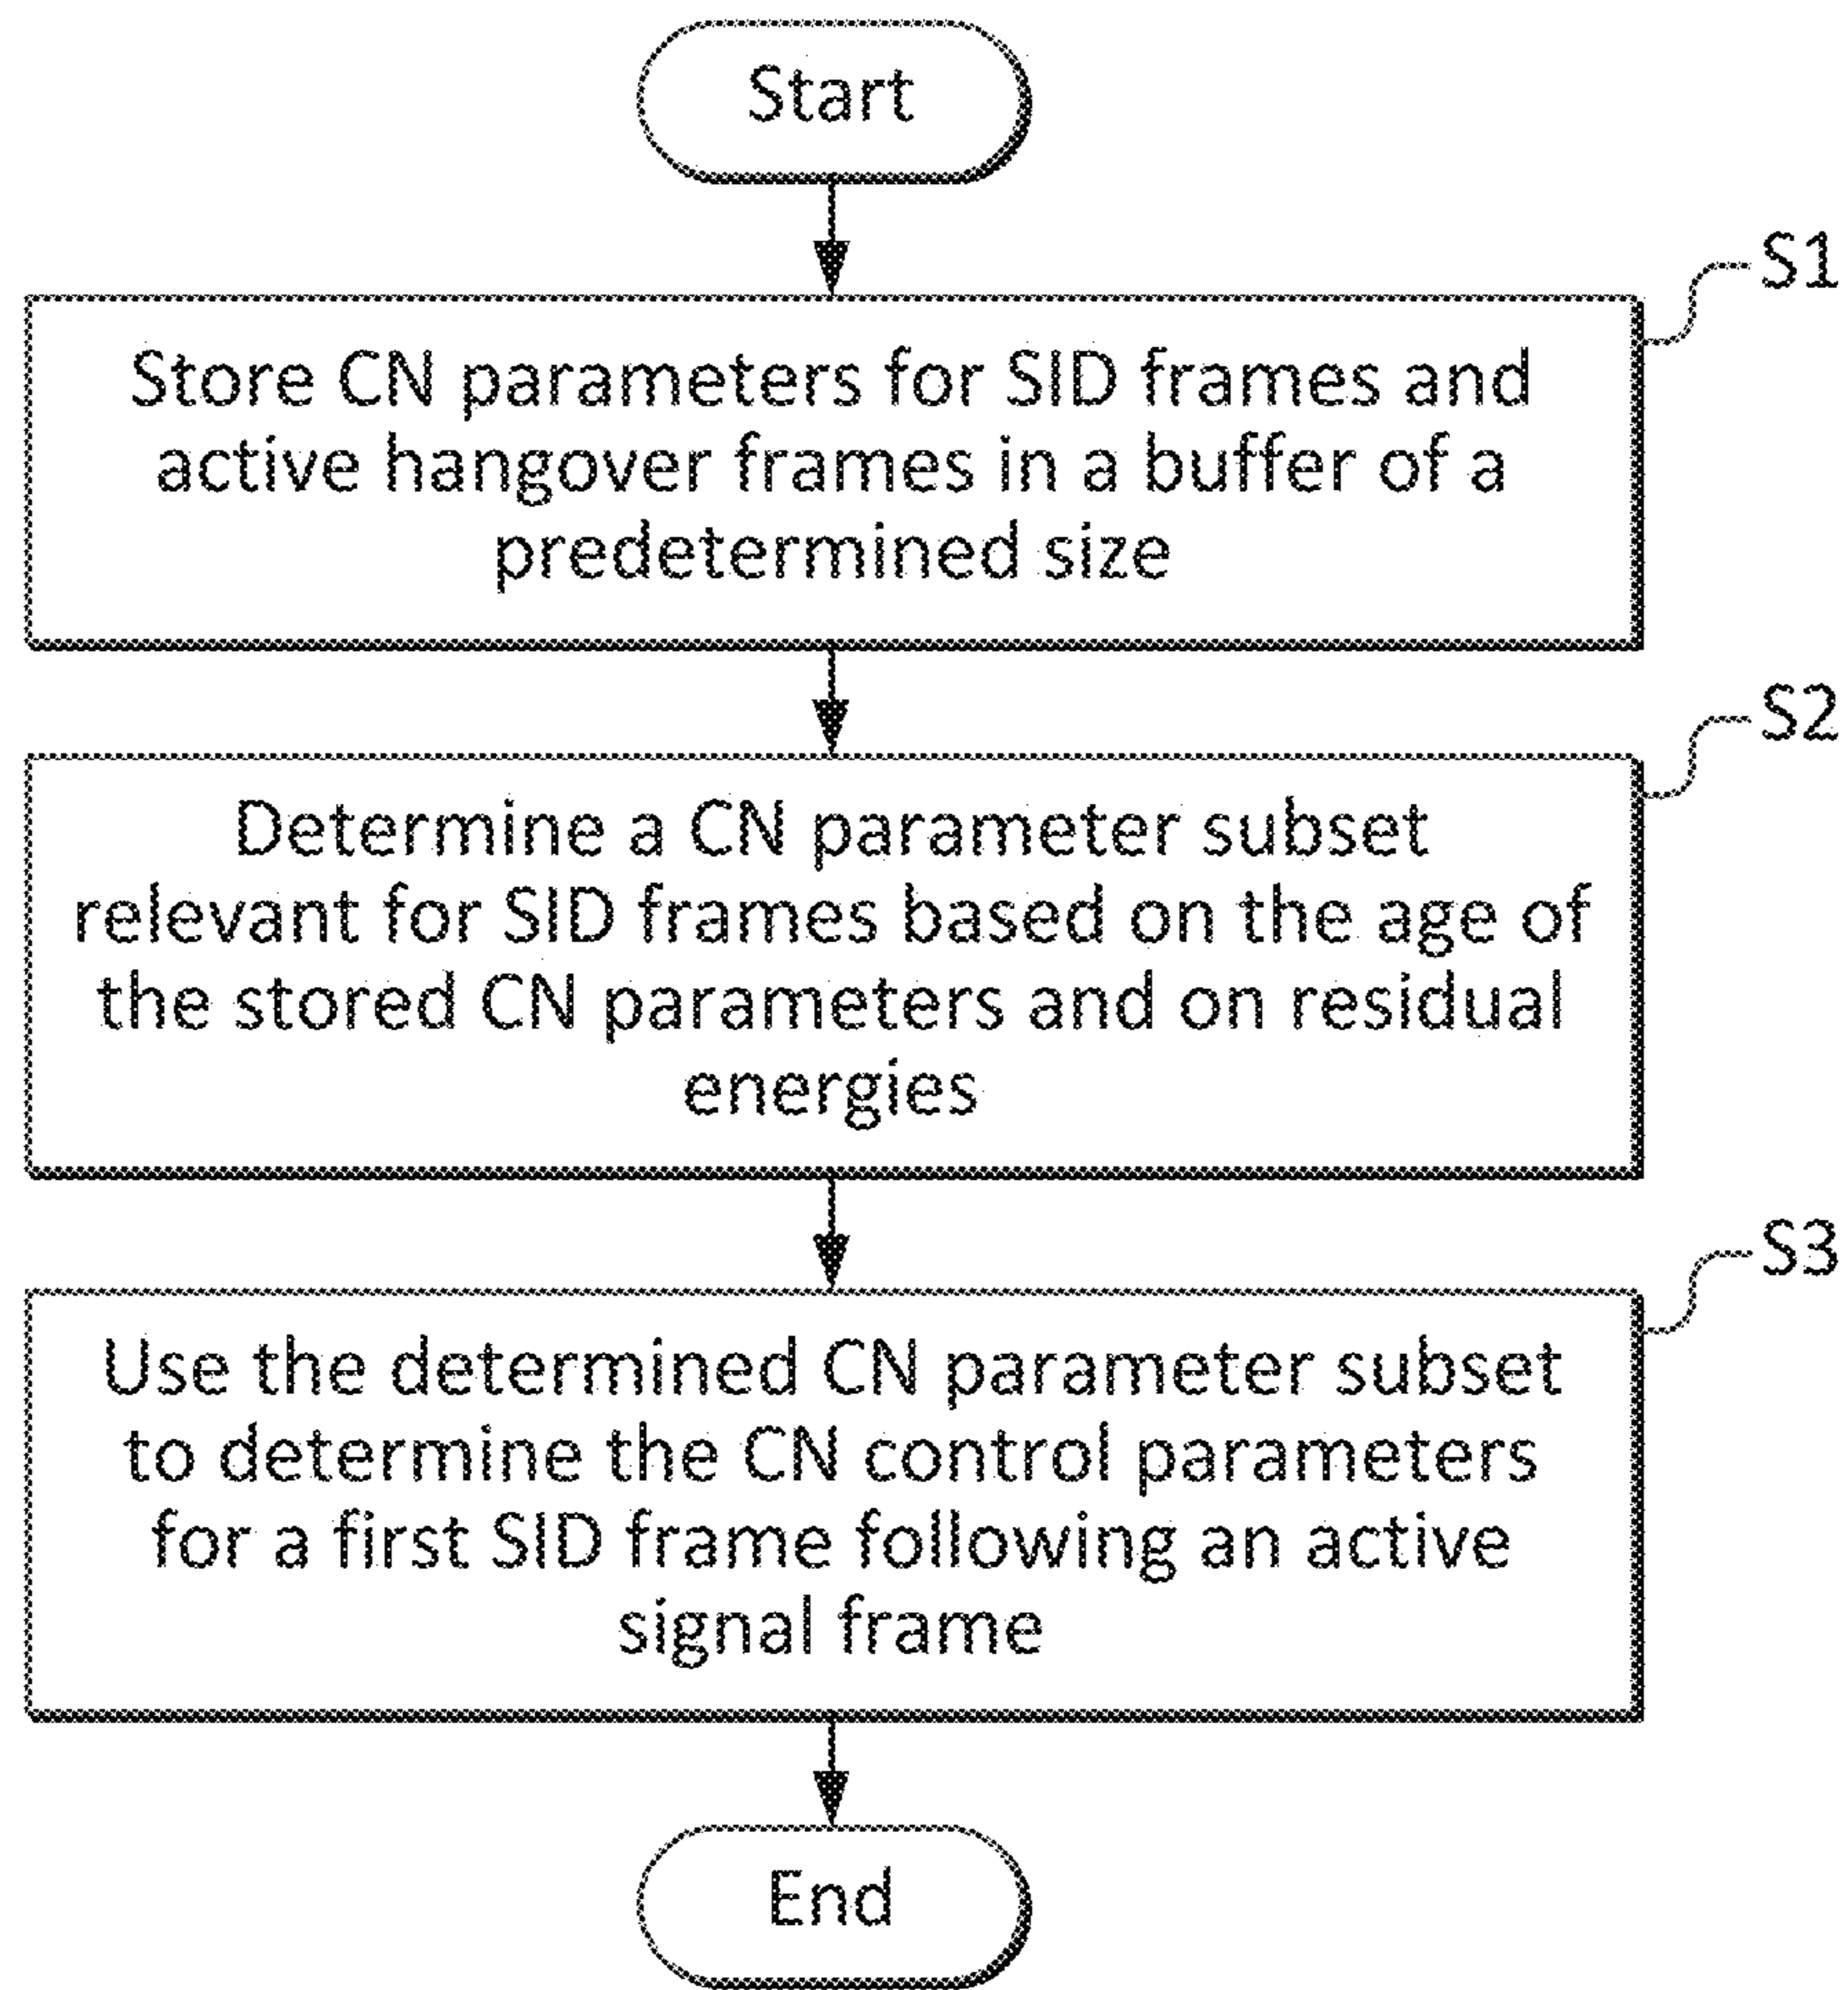 Start
S1
Store CN parameters for SID frames and
active hangover frames in a buffer of a
predetermined size
S2
Determine a CN parameter subset
relevant for SID frames based on the age of
the stored CN parameters and on residual
energies
S3
Use the determined CN parameter subset
to determine the CN control parameters
for a first SID frame following an active
signal frame
End